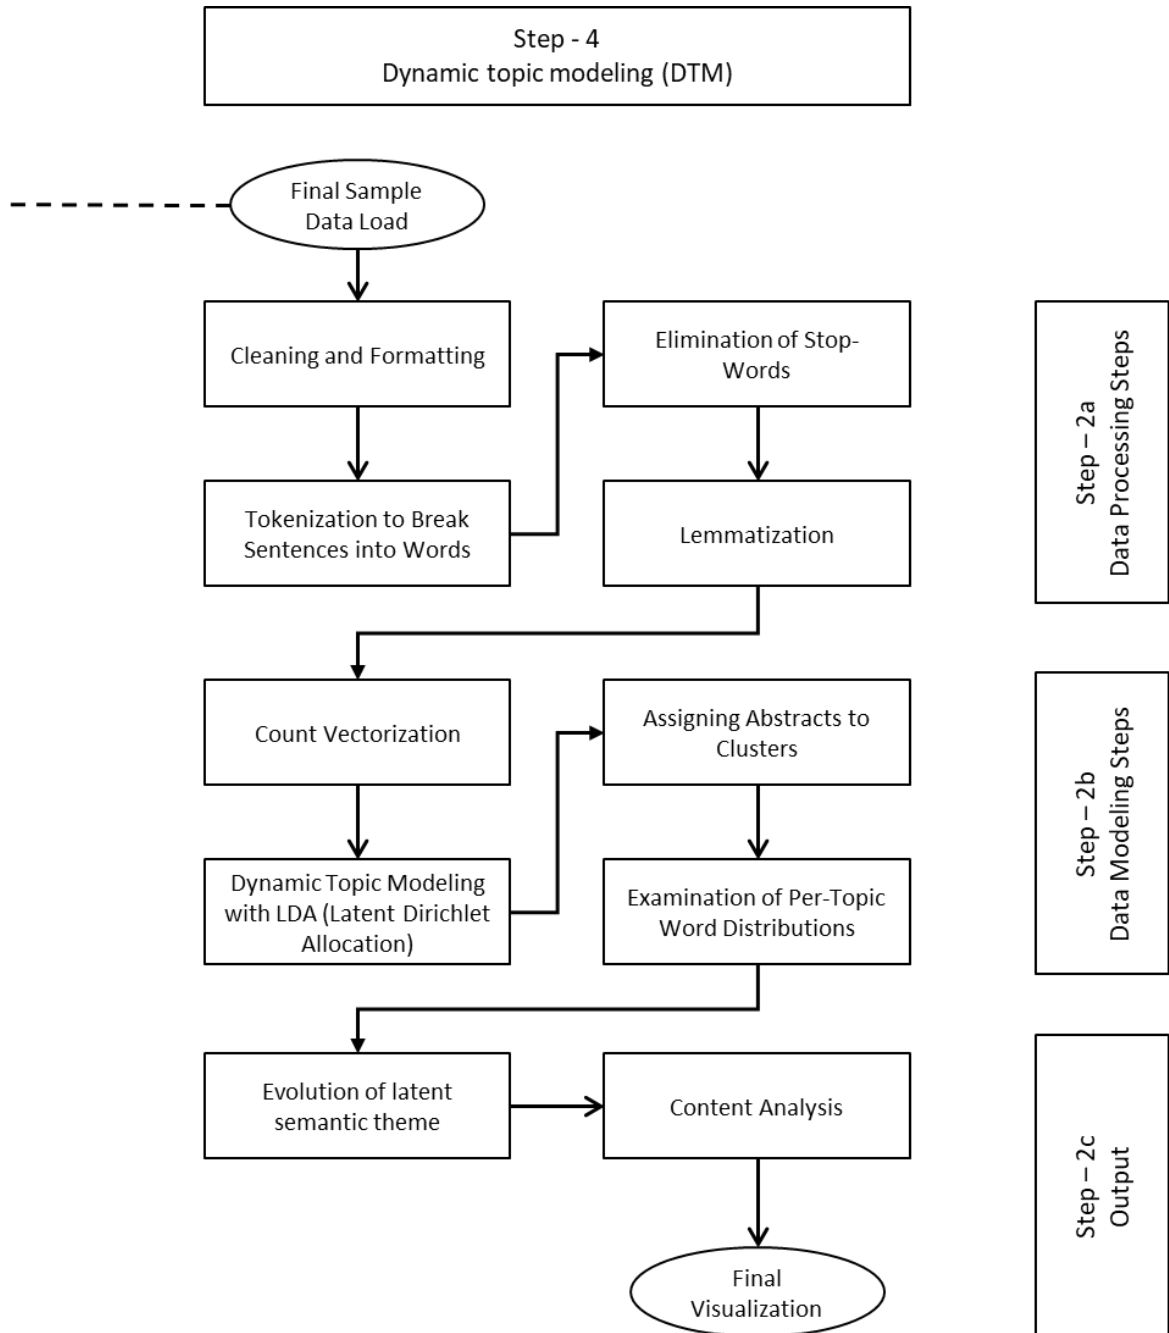 Step - 4
Dynamic topic modeling (DTM)
Final Sample
Data Load
Cleaning and Formatting
Tokenization to Break
Sentences into Words
Elimination of Stop-
Words
Lemmatization
Step – 2a
Data Processing Steps
Count Vectorization
Dynamic Topic Modeling
with LDA (Latent Dirichlet
Allocation)
Assigning Abstracts to
Clusters
Examination of Per-Topic
Word Distributions
Step – 2b
Data Modeling Steps
Evolution of latent
semantic theme
Content Analysis
Final
Visualization
Step – 2c
Output